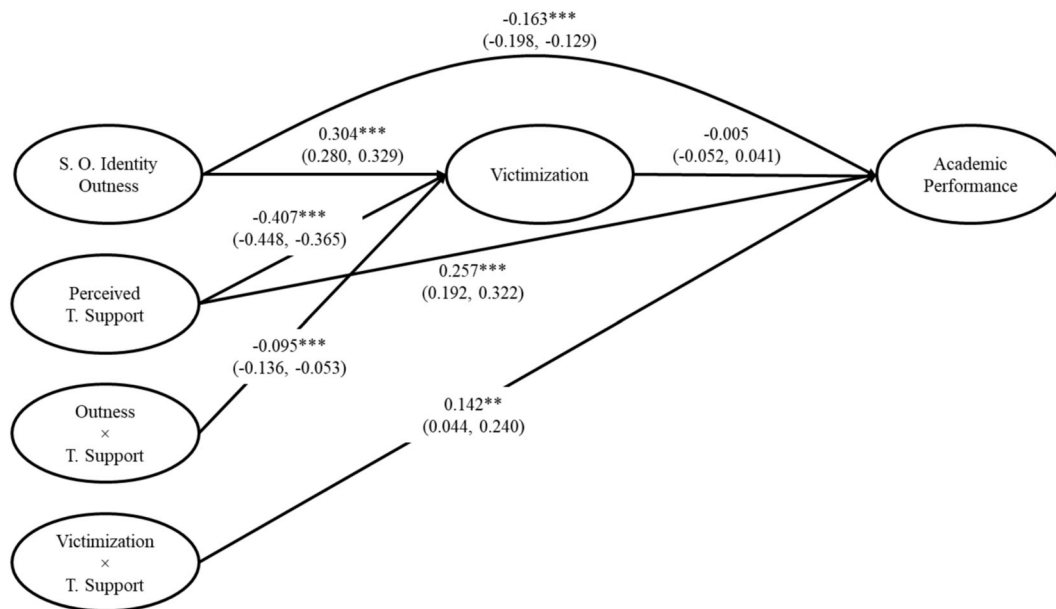 -0.163***
(-0.198, -0.129)
S. O. Identity
Outness
0.304***
(0.280, 0.329)
Victimization
-0.005
(-0.052, 0.041)
Academic
Performance
-0.407***
(-0.448, -0.365)
Perceived
T. Support
0.257***
(0.192, 0.322)
-0.095***
(-0.136, -0.053)
Outness
×
T. Support
0.142**
(0.044, 0.240)
Victimization
×
T. Support